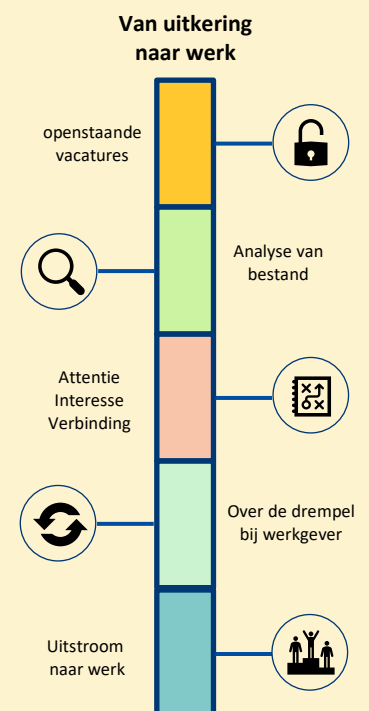 Van uitkering
naar werk
openstaande
vacatures
Analyse van
bestand
Attentie
Interesse
Verbinding
Over de drempel
bij werkgever
Uitstroom
naar werk